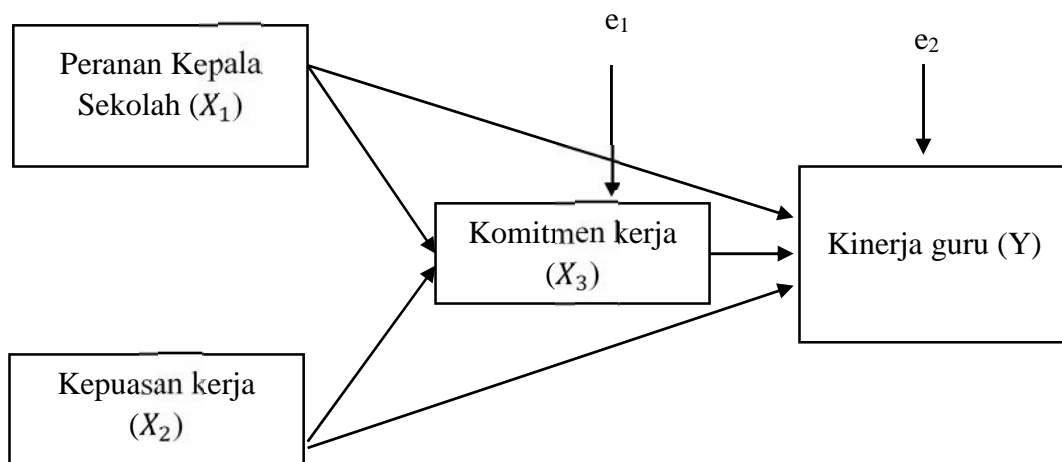 e₁
e₂
Peranan Kepala
Sekolah (X₁)
Komitmen kerja
(X₃)
Kinerja guru (Y)
Kepuasan kerja
(X₂)